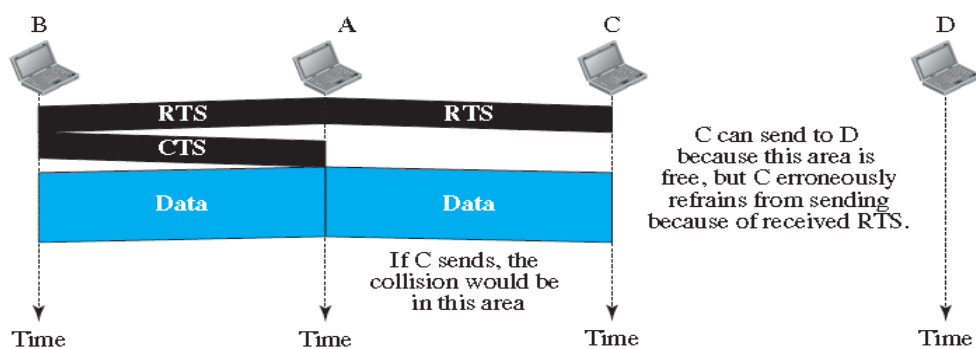 B
A
C
D
RTS
RTS
CTS
Data
Data
C can send to D
because this area is
free, but C erroneously
refrains from sending
because of received RTS.
If C sends, the
collision would be
in this area
Time
Time
Time
Time